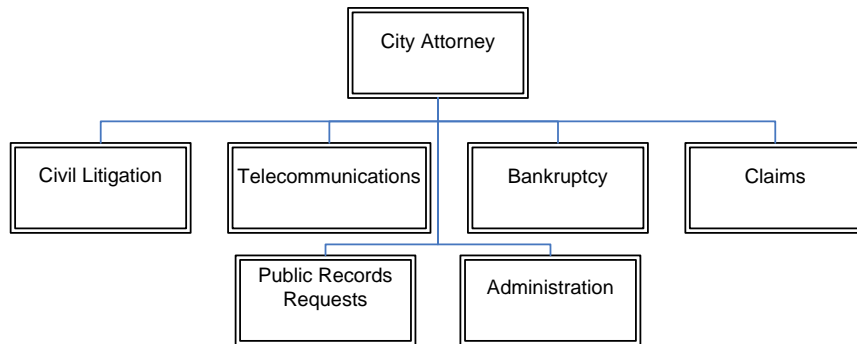 City Attorney
Civil Litigation
Telecommunications
Bankruptcy
Claims
Public Records
Requests
Administration